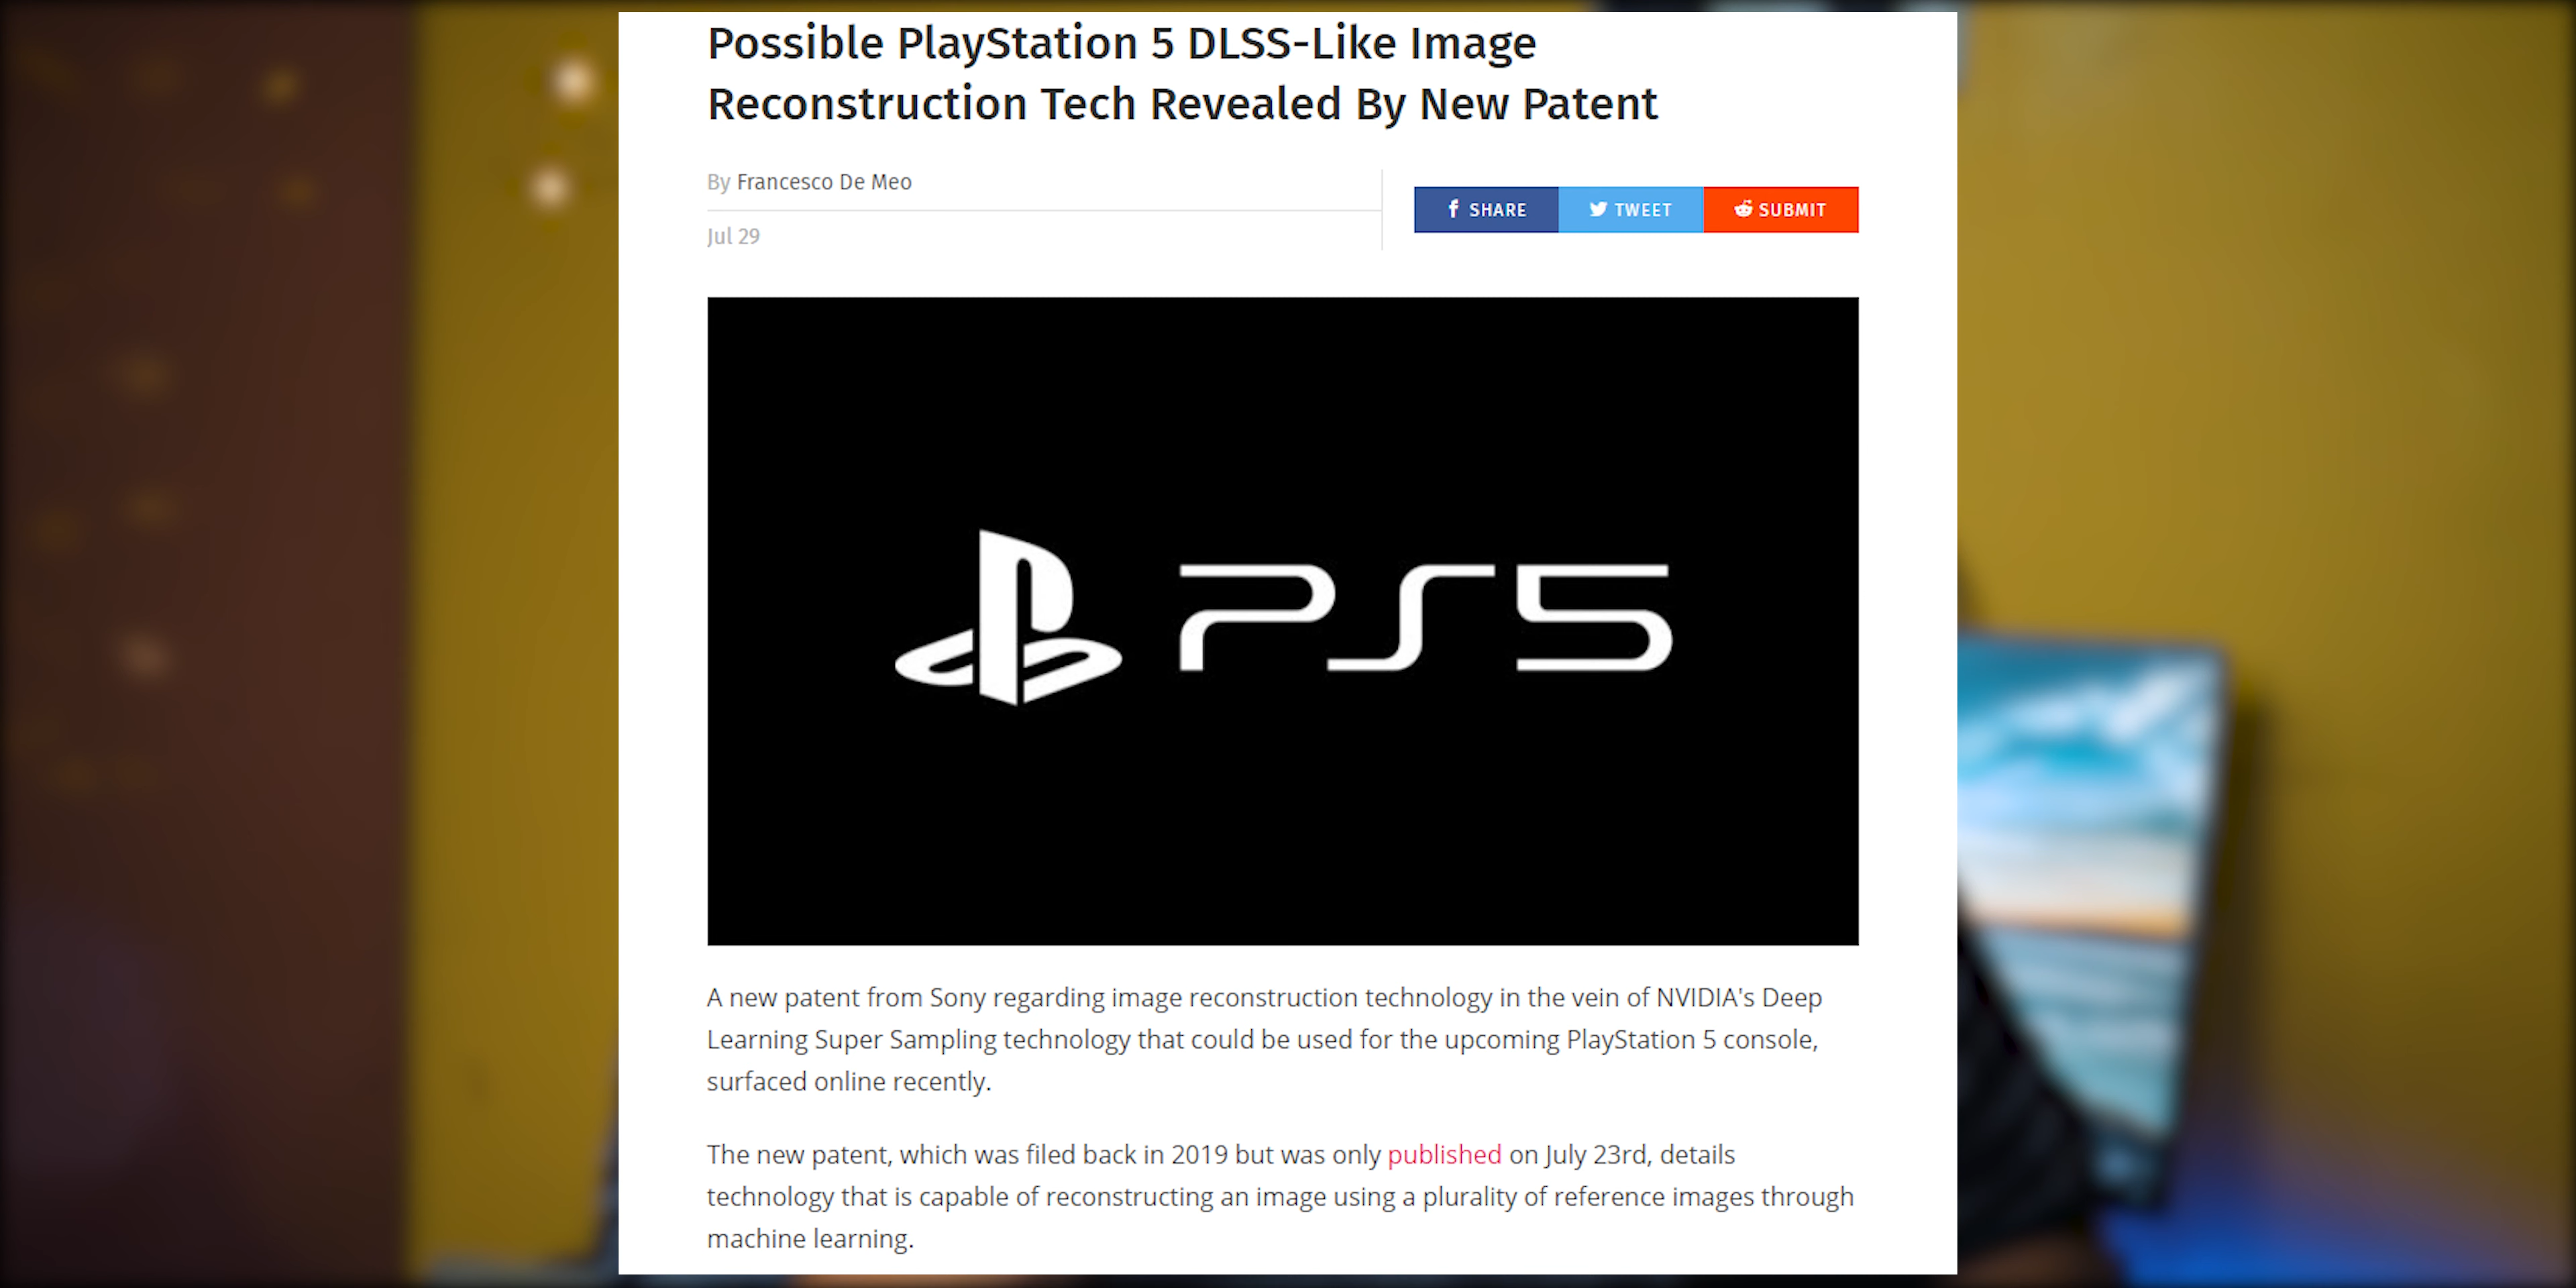 Possible PlayStation 5 DLSS-Like Image
Reconstruction Tech Revealed By New Patent
By Francesco De Meo
Jul 29
SHARE
TWEET
SUBMIT
PS5
A new patent from Sony regarding image reconstruction technology in the vein of NVIDIA's Deep
Learning Super Sampling technology that could be used for the upcoming PlayStation 5 console,
surfaced online recently.
The new patent, which was filed back in 2019 but was only published on July 23rd, details
technology that is capable of reconstructing an image using a plurality of reference images through
machine learning.